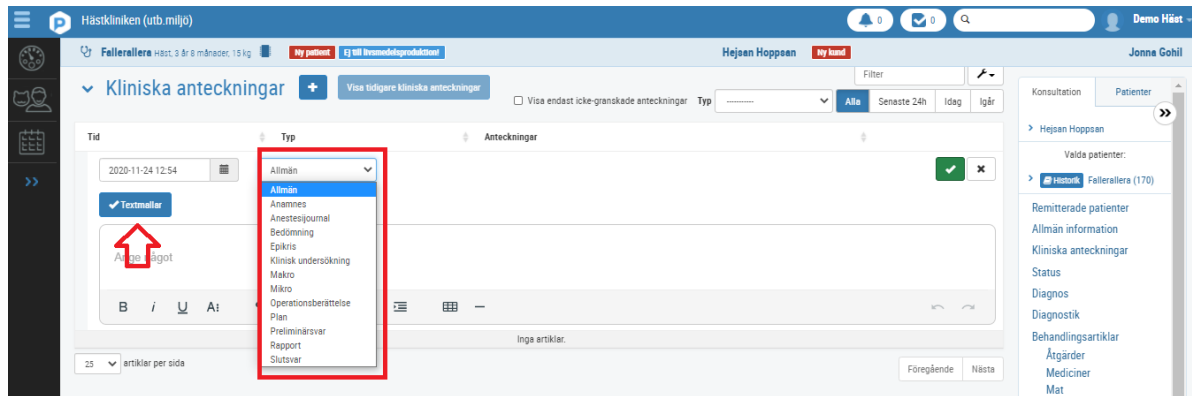 Hästkliniken (utb.miljö)
0
0
Demo Häst
Fallerallera Häst, 3 år 8 månader, 15 kg
Ny patient
Ej till livsmedelsproduktion!
Hejsan Hoppsan
Ny kund
Jonna Gohil
Kliniska anteckningar
Visa tidigare kliniska anteckningar
Visa endast icke-granskade anteckningar
Typ
----------
Filter
Alla
Senaste 24h
Idag
Igår
Tid
Typ
Anteckningar
2020-11-24 12:54
Allmän
Allmän
Anamnes
Anestesijournal
Bedömning
Epikris
Klinisk undersökning
Makro
Mikro
Operationsberättelse
Plan
Preliminärsvar
Rapport
Slutsvar
Textmallar
Ange något
B i U A
Inga artiklar.
25
artiklar per sida
Föregående
Nästa
Konsultation
Patienter
Hejsan Hoppsan
Valda patienter:
Historik
Fallerallera (170)
Remitterade patienter
Allmän information
Kliniska anteckningar
Status
Diagnos
Diagnostik
Behandlingsartiklar
Åtgärder
Mediciner
Mat